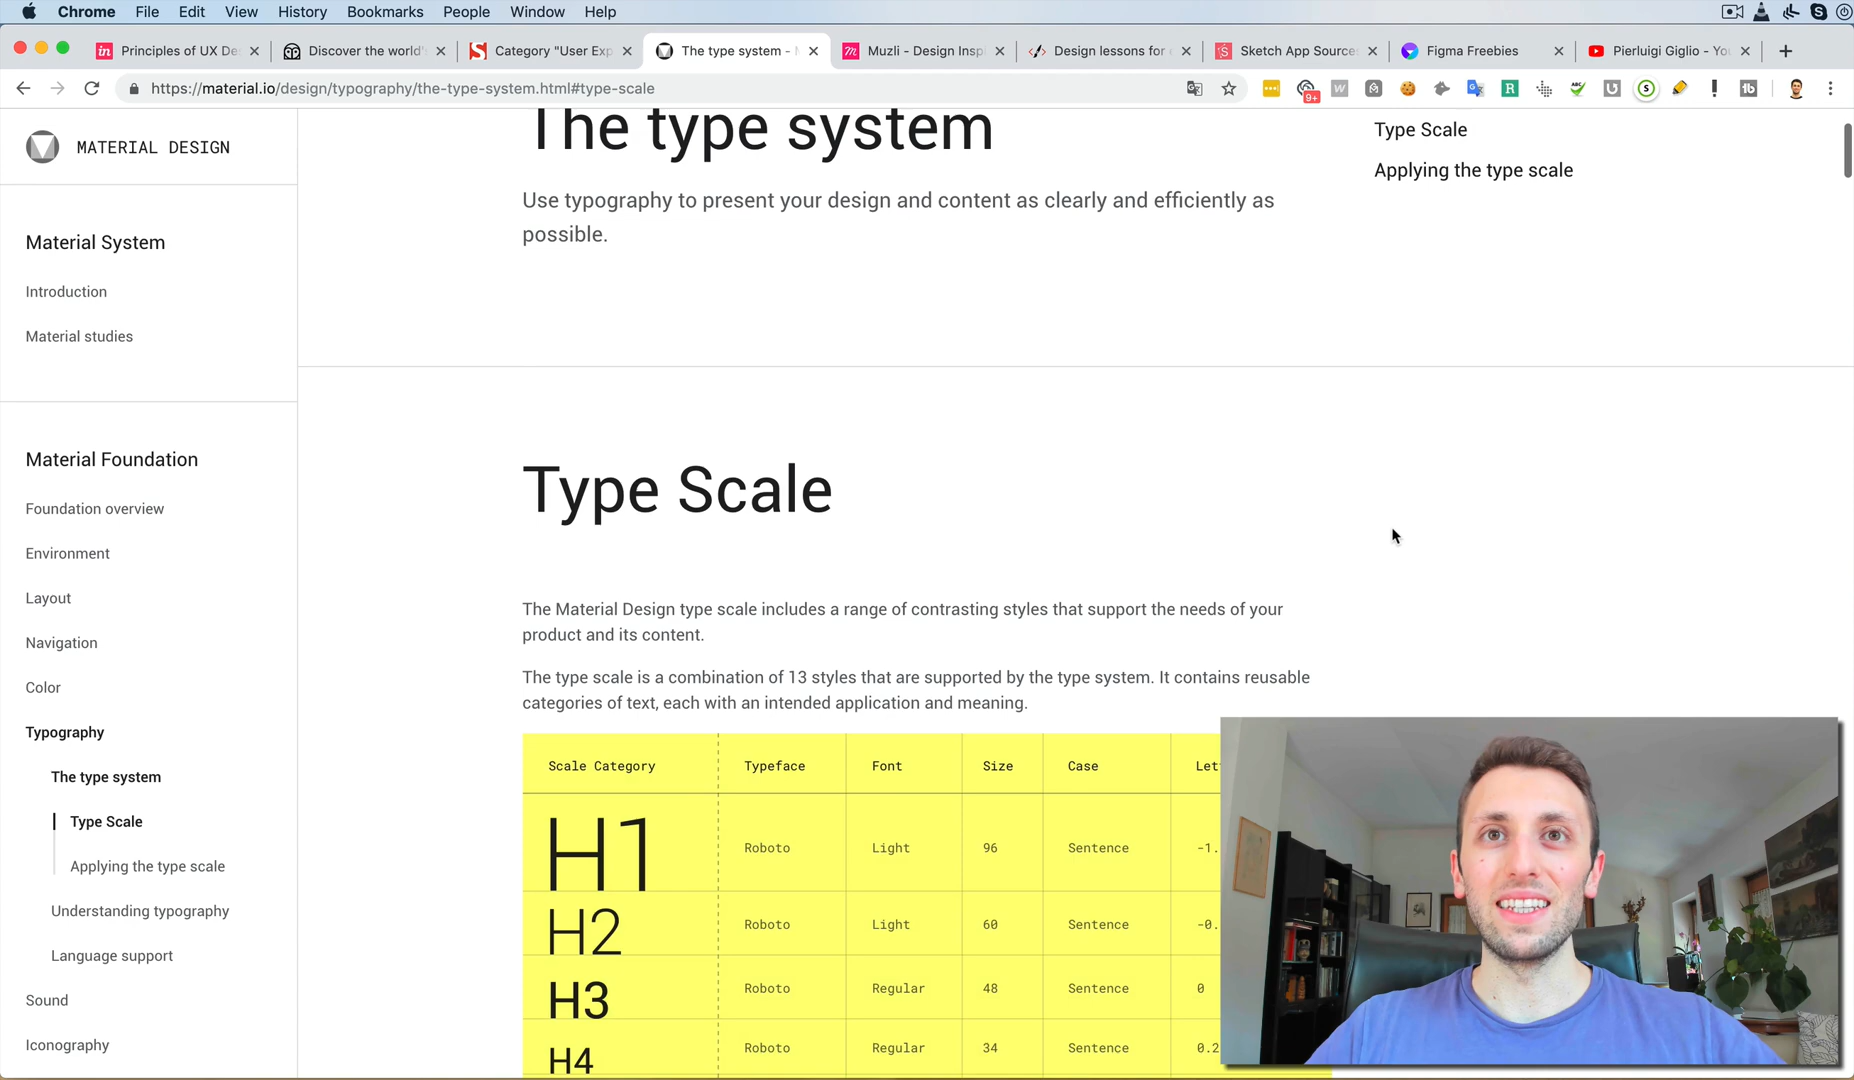 Chrome File Edit View History Bookmarks People Window Help
Principles of UX De
Discover the world'
Category "User Exp
The type system - M
Muzli - Design Insp
Design lessons for
Sketch App Source
Figma Freebies
Pierluigi Giglio - You
https://material.io/design/typography/the-type-system.html#type-scale
9+
MATERIAL DESIGN
Material System
Introduction
Material studies
Material Foundation
Foundation overview
Environment
Layout
Navigation
Color
Typography
The type system
Type Scale
Applying the type scale
Understanding typography
Language support
Sound
Iconography
The type system
Use typography to present your design and content as clearly and efficiently as
possible.
Type Scale
Applying the type scale
Type Scale
The Material Design type scale includes a range of contrasting styles that support the needs of your
product and its content.
The type scale is a combination of 13 styles that are supported by the type system. It contains reusable
categories of text, each with an intended application and meaning.
Scale Category Typeface Font Size Case Let
H1 Roboto Light 96 Sentence -1.
H2 Roboto Light 60 Sentence -0.
H3 Roboto Regular 48 Sentence 0
H4 Roboto Regular 34 Sentence 0.2